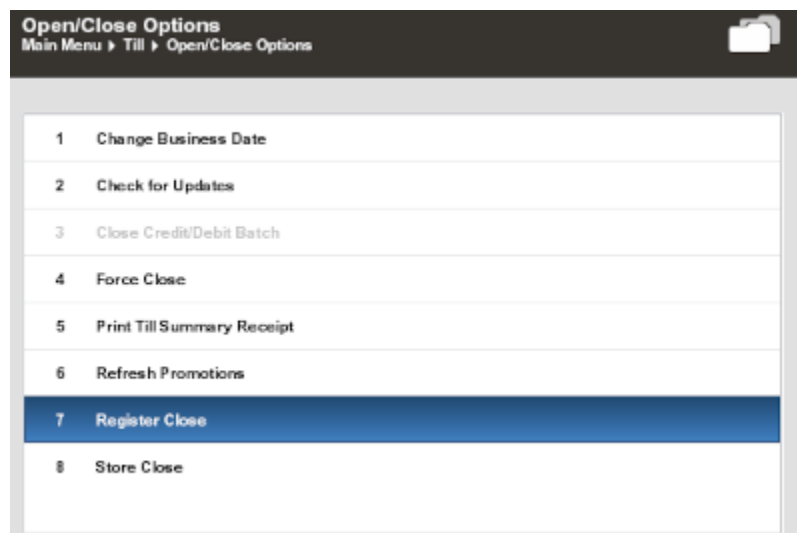 Open/Close Options
Main Menu ▸ Till ▸ Open/Close Options
1 Change Business Date
2 Check for Updates
3 Close Credit/Debit Batch
4 Force Close
5 Print Till Summary Receipt
6 Refresh Promotions
7 Register Close
8 Store Close